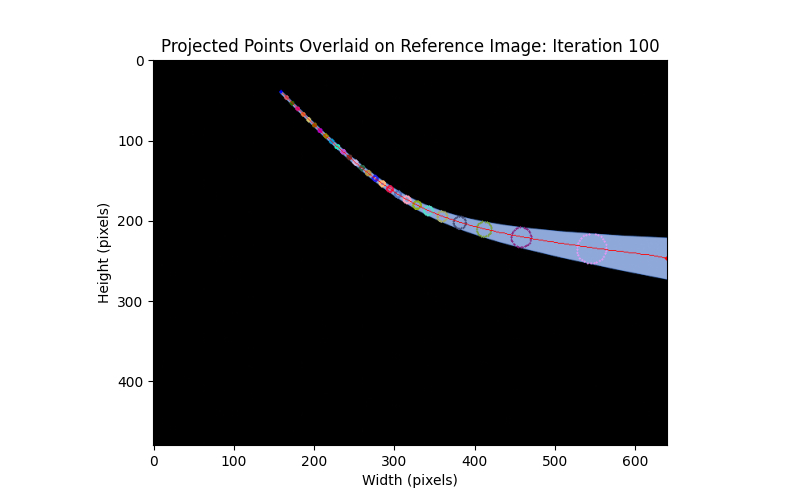 Projected Points Overlaid on Reference Image: Iteration 100
0
100
200
300
400
Height (pixels)
0 100 200 300 400 500 600
Width (pixels)